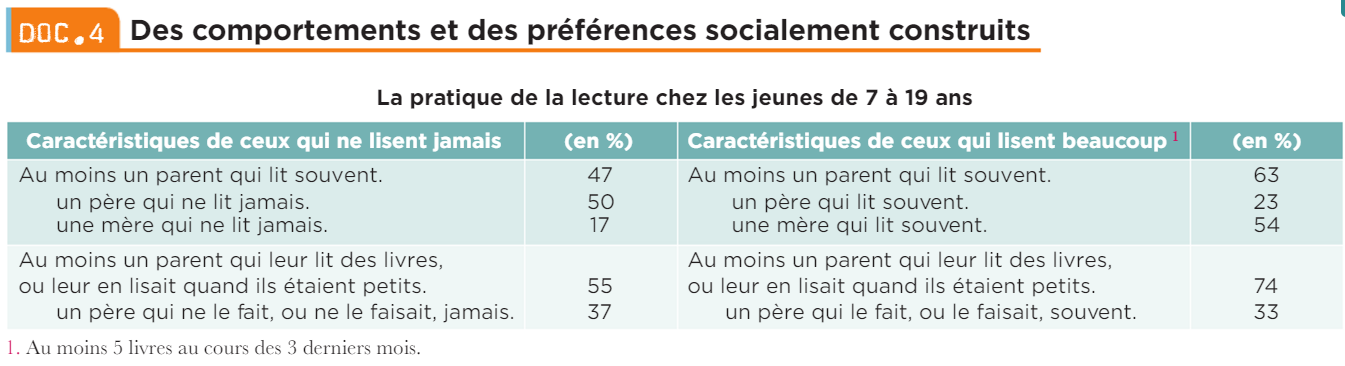 DOC.4 Des comportements et des préférences socialement construits
La pratique de la lecture chez les jeunes de 7 à 19 ans
Caractéristiques de ceux qui ne lisent jamais (en %) Caractéristiques de ceux qui lisent beaucoup 1 (en %)
Au moins un parent qui lit souvent. 47 Au moins un parent qui lit souvent. 63
un père qui ne lit jamais. 50 un père qui lit souvent. 23
une mère qui ne lit jamais. 17 une mère qui lit souvent. 54
Au moins un parent qui leur lit des livres, Au moins un parent qui leur lit des livres,
ou leur en lisait quand ils étaient petits. 55 ou leur en lisait quand ils étaient petits. 74
un père qui ne le fait, ou ne le faisait, jamais. 37 un père qui le fait, ou le faisait, souvent. 33
1. Au moins 5 livres au cours des 3 derniers mois.